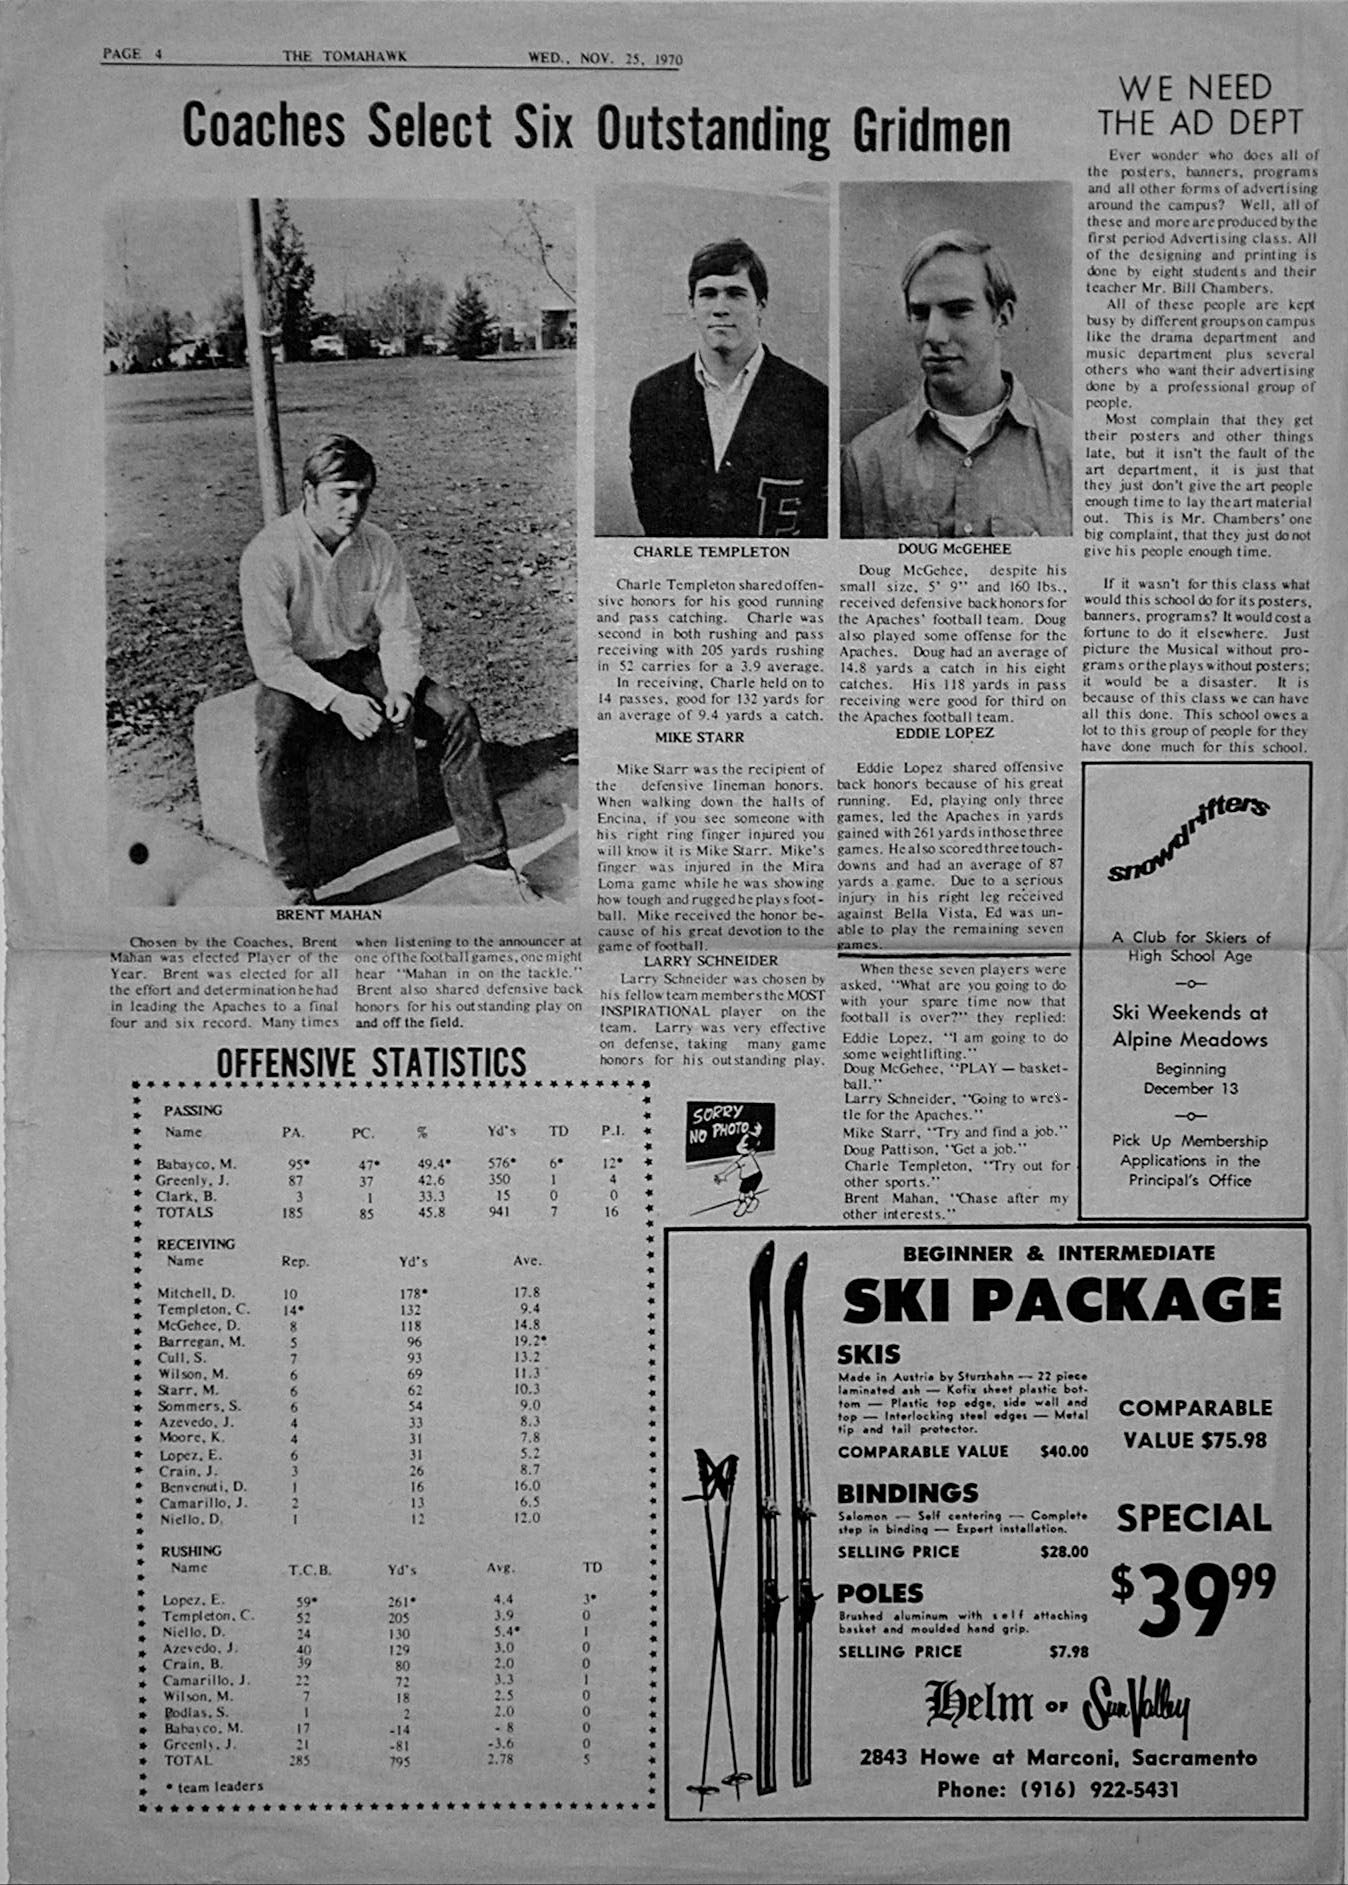 PAGE 4 THE TOMAHAWK WED., NOV. 25, 1970
Coaches Select Six Outstanding Gridmen
BRENT MAHAN
Chosen by the Coaches, Brent
Mahan was elected Player of the
Year. Brent was elected for all
the effort and determination he had
in leading the Apaches to a final
four and six record. Many times
when listening to the announcer at
one of the football games, one might
hear "Mahan in on the tackle."
Brent also shared defensive back
honors for his outstanding play on
and off the field.
CHARLE TEMPLETON
Charle Templeton shared offen-
sive honors for his good running
and pass catching. Charle was
second in both rushing and pass
receiving with 205 yards rushing
in 52 carries for a 3.9 average.
In receiving, Charle held on to
14 passes, good for 132 yards for
an average of 9.4 yards a catch.
MIKE STARR
Mike Starr was the recipient of
the defensive lineman honors.
When walking down the halls of
Encina, if you see someone with
his right ring finger injured you
will know it is Mike Starr. Mike's
finger was injured in the Mira
Loma game while he was showing
how tough and rugged he plays foot-
ball. Mike received the honor be-
cause of his great devotion to the
game of football.
LARRY SCHNEIDER
Larry Schneider was chosen by
his fellow team members the MOST
INSPIRATIONAL player on the
team. Larry was very effective
on defense, taking many game
honors for his outstanding play.
SORRY
NO PHOTO
DOUG McGEHEE
Doug McGehee, despite his
small size, 5' 9" and 160 lbs.,
received defensive back honors for
the Apaches' football team. Doug
also played some offense for the
Apaches. Doug had an average of
14.8 yards a catch in his eight
catches. His 118 yards in pass
receiving were good for third on
the Apaches football team.
EDDIE LOPEZ
Eddie Lopez shared offensive
back honors because of his great
running. Ed, playing only three
games, led the Apaches in yards
gained with 261 yards in those three
games. He also scored three touch-
downs and had an average of 87
yards a game. Due to a serious
injury in his right leg received
against Bella Vista, Ed was un-
able to play the remaining seven
games.
When these seven players were
asked, "What are you going to do
with your spare time now that
football is over?" they replied:
Eddie Lopez, "I am going to do
some weightlifting."
Doug McGehee, "PLAY — basket-
ball."
Larry Schneider, "Going to wres-
tle for the Apaches."
Mike Starr, "Try and find a job."
Doug Pattison, "Get a job."
Charle Templeton, "Try out for
other sports."
Brent Mahan, "Chase after my
other interests."
WE NEED
THE AD DEPT
Ever wonder who does all of
the posters, banners, programs
and all other forms of advertising
around the campus? Well, all of
these and more are produced by the
first period Advertising class. All
of the designing and printing is
done by eight students and their
teacher Mr. Bill Chambers.
All of these people are kept
busy by different groups on campus
like the drama department and
music department plus several
others who want their advertising
done by a professional group of
people.
Most complain that they get
their posters and other things
late, but it isn't the fault of the
art department, it is just that
they just don't give the art people
enough time to lay the art material
out. This is Mr. Chambers' one
big complaint, that they just do not
give his people enough time.
If it wasn't for this class what
would this school do for its posters,
banners, programs? It would cost a
fortune to do it elsewhere. Just
picture the Musical without pro-
grams or the plays without posters;
it would be a disaster. It is
because of this class we can have
all this done. This school owes a
lot to this group of people for they
have done much for this school.
snowdrifters
A Club for Skiers of
High School Age
—o—
Ski Weekends at
Alpine Meadows
Beginning
December 13
—o—
Pick Up Membership
Applications in the
Principal's Office
OFFENSIVE STATISTICS
PASSING
Name PA. PC. % Yd's TD P.I.
Babayco, M. 95* 47* 49.4* 576* 6* 12*
Greenly, J. 87 37 42.6 350 1 4
Clark, B. 3 1 33.3 15 0 0
TOTALS 185 85 45.8 941 7 16
RECEIVING
Name Rep. Yd's Ave.
Mitchell, D. 10 178* 17.8
Templeton, C. 14* 132 9.4
McGehee, D. 8 118 14.8
Barregan, M. 5 96 19.2*
Cull, S. 7 93 13.2
Wilson, M. 6 69 11.3
Starr, M. 6 62 10.3
Sommers, S. 6 54 9.0
Azevedo, J. 4 33 8.3
Moore, K. 4 31 7.8
Lopez, E. 6 31 5.2
Crain, J. 3 26 8.7
Benvenuti, D. 1 16 16.0
Camarillo, J. 2 13 6.5
Niello, D. 1 12 12.0
RUSHING
Name T.C.B. Yd's Avg. TD
Lopez, E. 59* 261* 4.4 3*
Templeton, C. 52 205 3.9 0
Niello, D. 24 130 5.4* 1
Azevedo, J. 40 129 3.0 0
Crain, B. 39 80 2.0 0
Camarillo, J. 22 72 3.3 1
Wilson, M. 7 18 2.5 0
Podlas, S. 1 2 2.0 0
Babayco, M. 17 -14 - 8 0
Greenly, J. 21 -81 -3.6 0
TOTAL 285 795 2.78 5
* team leaders
BEGINNER & INTERMEDIATE
SKI PACKAGE
SKIS
Made in Austria by Sturzhahn — 22 piece
laminated ash — Kofix sheet plastic bot-
tom — Plastic top edge, side wall and
top — Interlocking steel edges — Metal
tip and tail protector.
COMPARABLE VALUE $40.00
BINDINGS
Salomon — Self centering — Complete
step in binding — Expert installation.
SELLING PRICE $28.00
POLES
Brushed aluminum with self attaching
basket and moulded hand grip.
SELLING PRICE $7.98
COMPARABLE
VALUE $75.98
SPECIAL
$39.99
Helm OF Sun Valley
2843 Howe at Marconi, Sacramento
Phone: (916) 922-5431